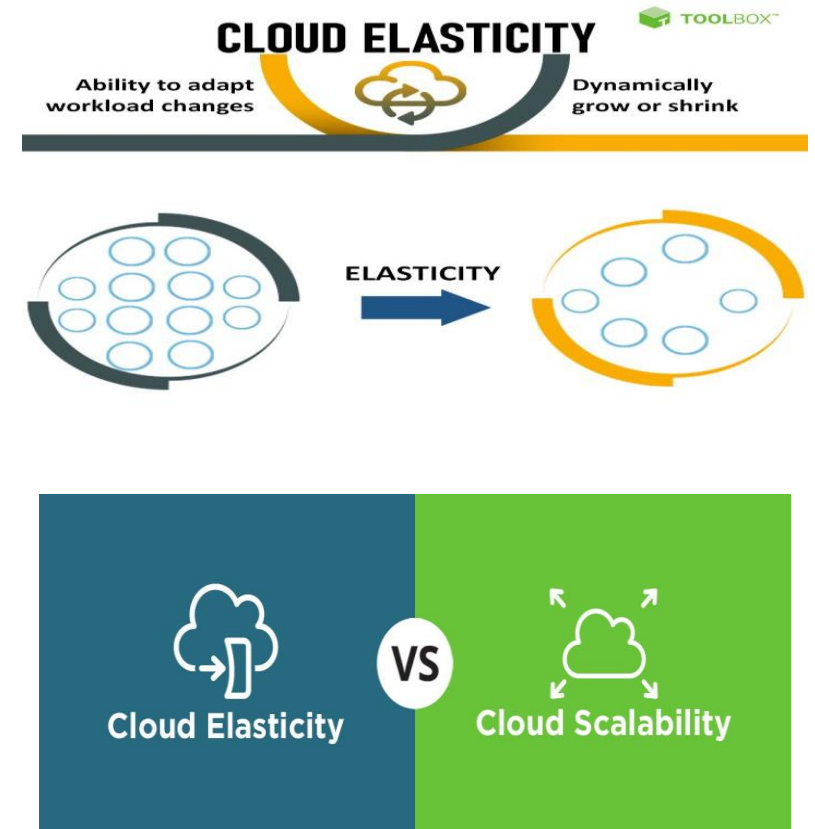 TOOLBOX™
CLOUD ELASTICITY
Ability to adapt
workload changes
Dynamically
grow or shrink
ELASTICITY
VS
Cloud Elasticity
Cloud Scalability